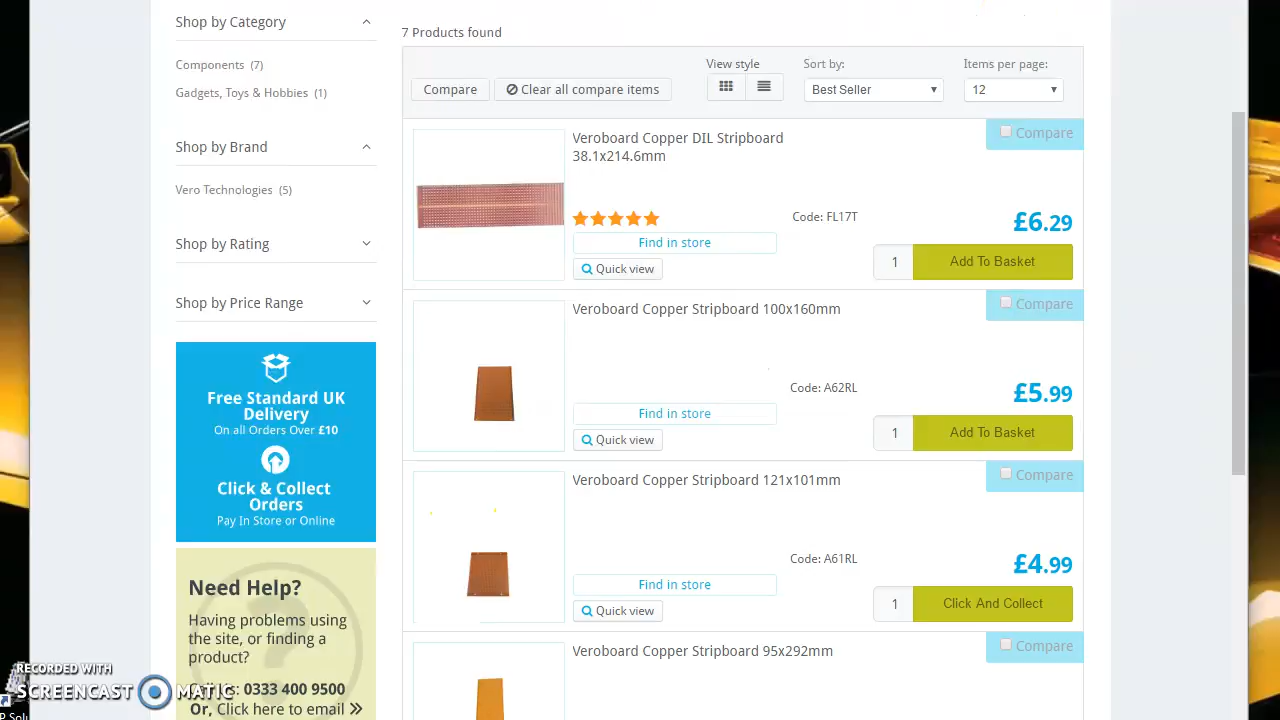 Shop by Category
Components (7)
Gadgets, Toys & Hobbies (1)
Shop by Brand
Vero Technologies (5)
Shop by Rating
Shop by Price Range
Free Standard UK
Delivery
On all Orders Over £10
Click & Collect
Orders
Pay In Store or Online
Need Help?
Having problems using
the site, or finding a
product?
0333 400 9500
Or, Click here to email
7 Products found
View style
Sort by:
Items per page:
Compare
Clear all compare items
Best Seller
12
Compare
Veroboard Copper DIL Stripboard
38.1x214.6mm
Code: FL17T
£6.29
Find in store
1
Add To Basket
Quick view
Compare
Veroboard Copper Stripboard 100x160mm
Code: A62RL
£5.99
Find in store
1
Add To Basket
Quick view
Compare
Veroboard Copper Stripboard 121x101mm
Code: A61RL
£4.99
Find in store
1
Click And Collect
Quick view
Compare
Veroboard Copper Stripboard 95x292mm
RECORDED WITH
SCREENCAST MATIC